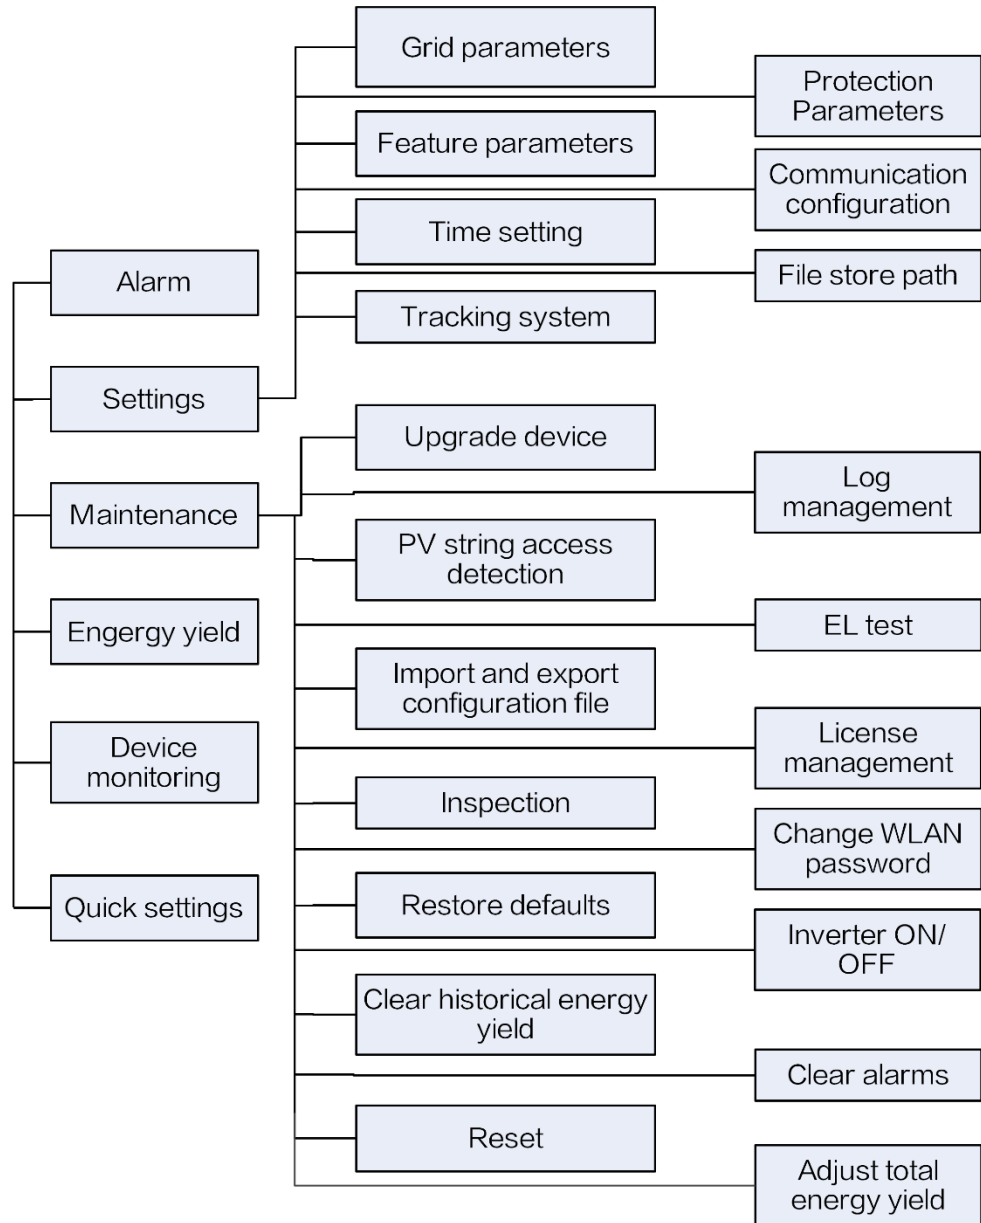 Grid parameters
Protection
Parameters
Feature parameters
Communication
configuration
Time setting
File store path
Alarm
Tracking system
Settings
Upgrade device
Log
management
Maintenance
PV string access
detection
EL test
Engergy yield
Import and export
configuration file
License
management
Device
monitoring
Inspection
Change WLAN
password
Restore defaults
Quick settings
Inverter ON/
OFF
Clear historical energy
yield
Clear alarms
Reset
Adjust total
energy yield